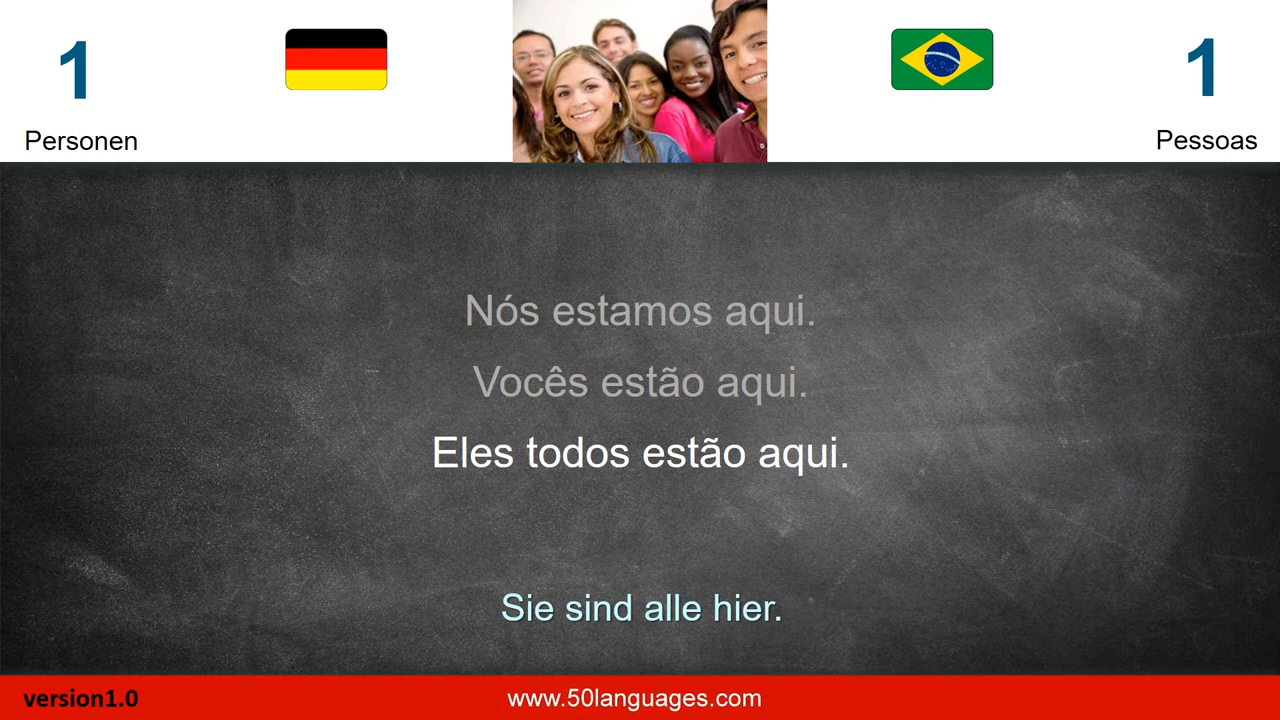 1
1
Personen
Pessoas
Nós estamos aqui.
Vocês estão aqui.
Eles todos estão aqui.
Sie sind alle hier.
version1.0
www.50languages.com